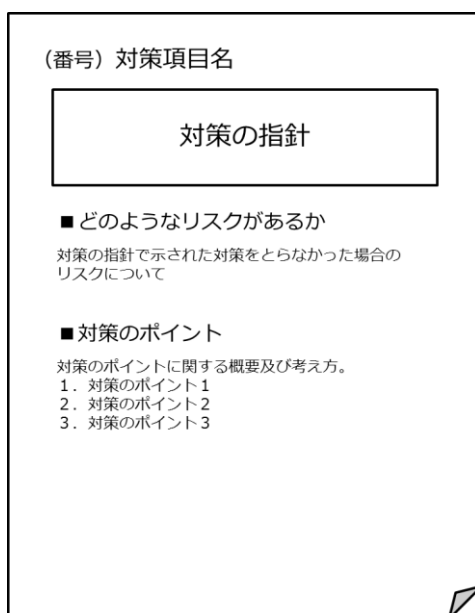 （番号）対策項目名
対策の指針
■どのようなリスクがあるか
対策の指針で示された対策をとらなかった場合の
リスクについて
■対策のポイント
対策のポイントに関する概要及び考え方。
１．対策のポイント１
２．対策のポイント２
３．対策のポイント３